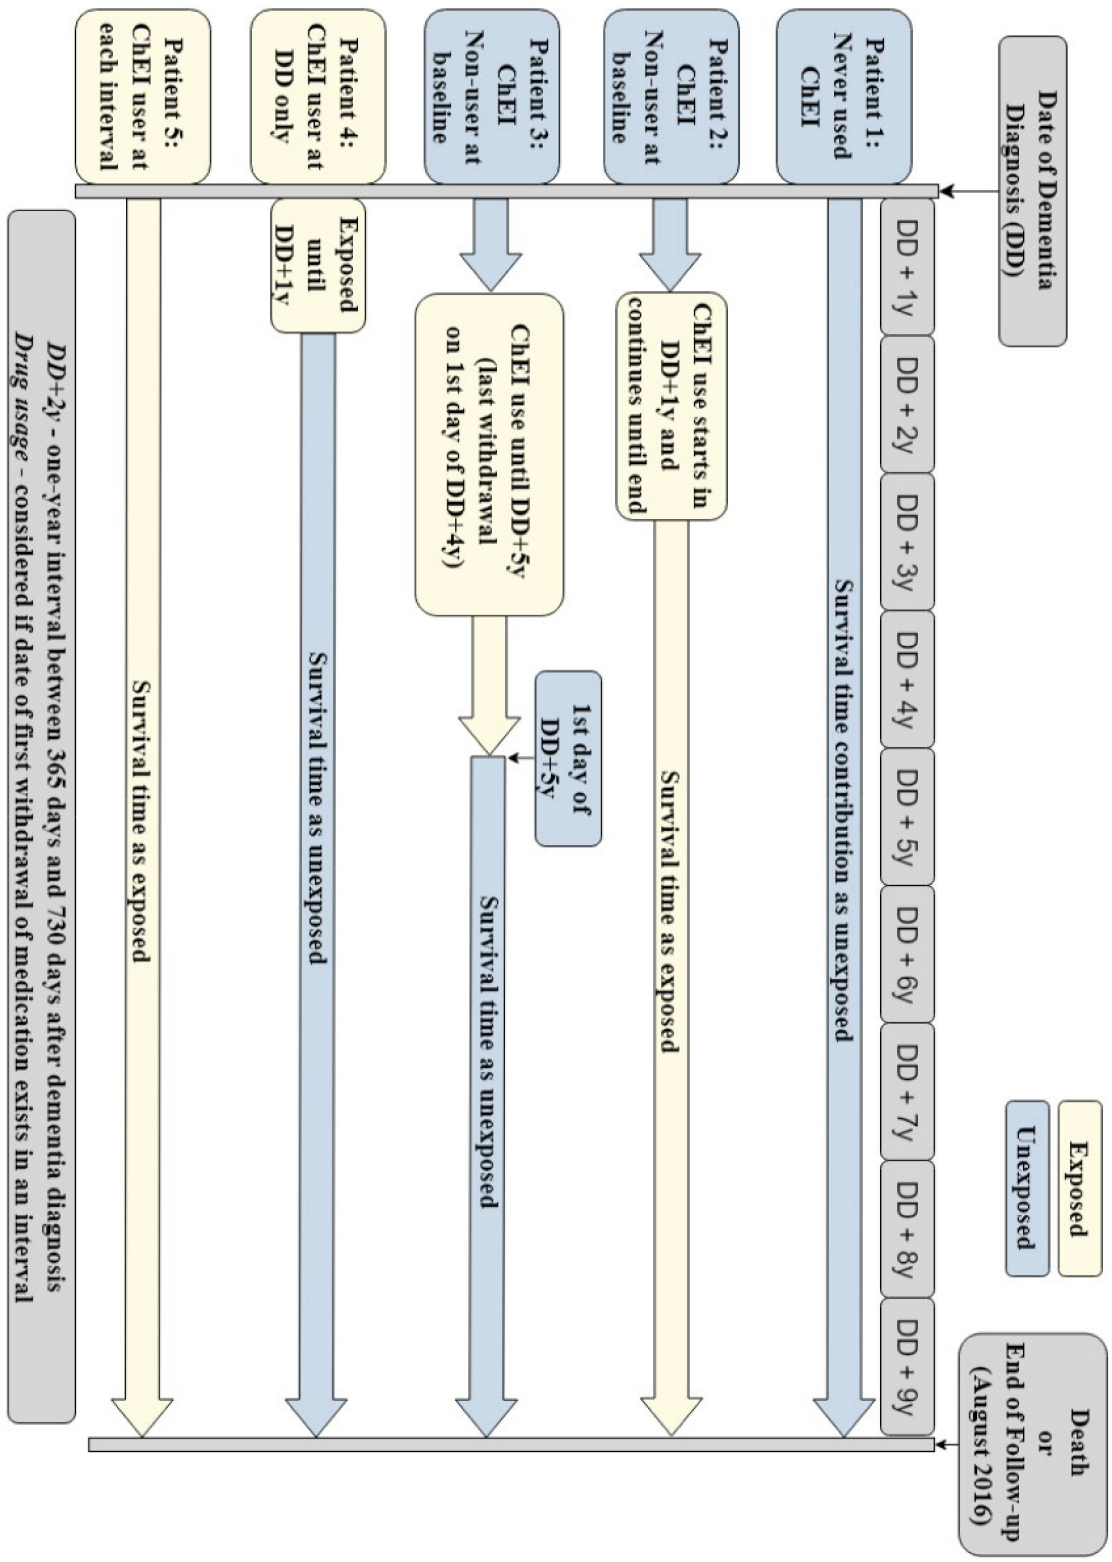 Date of Dementia
Diagnosis (DD)
Exposed
Unexposed
Death
or
End of Follow-up
(August 2016)
DD + 1y
DD + 2y
DD + 3y
DD + 4y
DD + 5y
DD + 6y
DD + 7y
DD + 8y
DD + 9y
Patient 1:
Never used
ChEI
Survival time contribution as unexposed
Patient 2:
ChEI
Non-user at
baseline
ChEI use starts in
DD+1y and
continues until end
Survival time as exposed
Patient 3:
ChEI
Non-user at
baseline
ChEI use until DD+5y
(last withdrawal
on 1st day of DD+4y)
1st day of
DD+5y
Survival time as unexposed
Patient 4:
ChEI user at
DD only
Exposed
until
DD+1y
Survival time as unexposed
Patient 5:
ChEI user at
each interval
Survival time as exposed
DD+2y - one-year interval between 365 days and 730 days after dementia diagnosis
Drug usage - considered if date of first withdrawal of medication exists in an interval